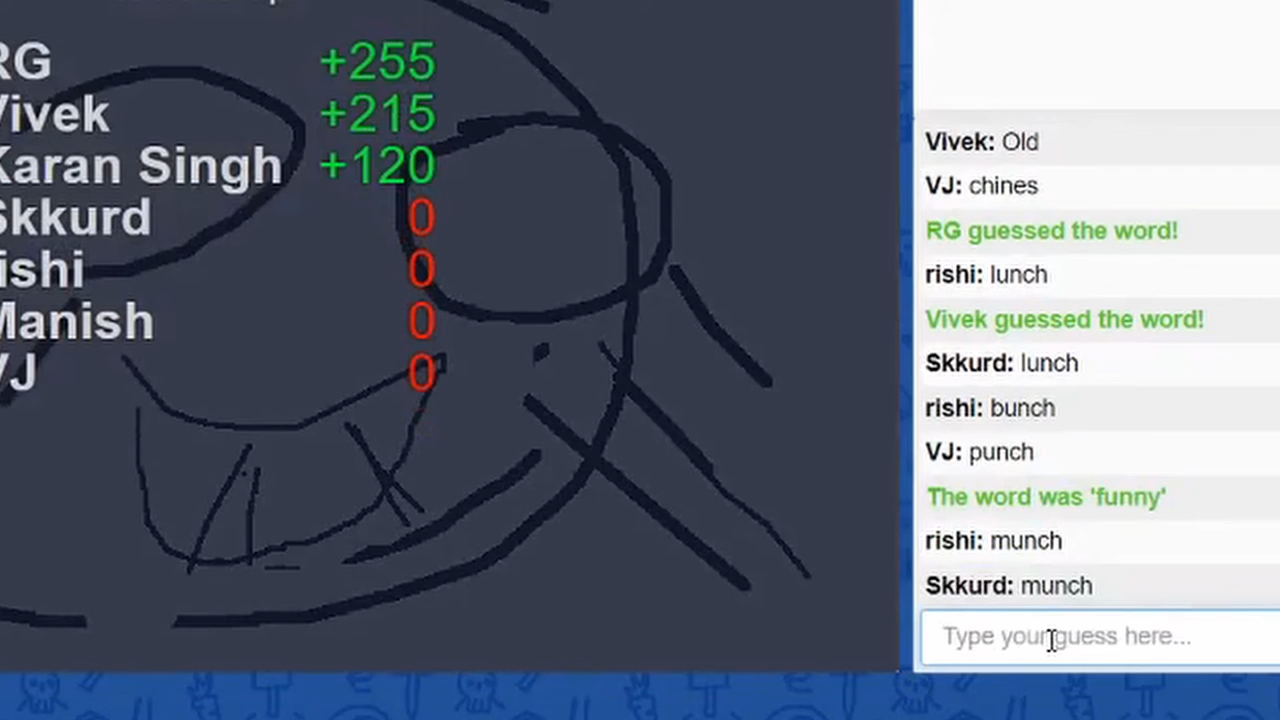 RG +255
Vivek +215
Karan Singh +120
Skkurd 0
rishi 0
Manish 0
VJ 0
Vivek: Old
VJ: chines
RG guessed the word!
rishi: lunch
Vivek guessed the word!
Skkurd: lunch
rishi: bunch
VJ: punch
The word was 'funny'
rishi: munch
Skkurd: munch
Type your guess here...